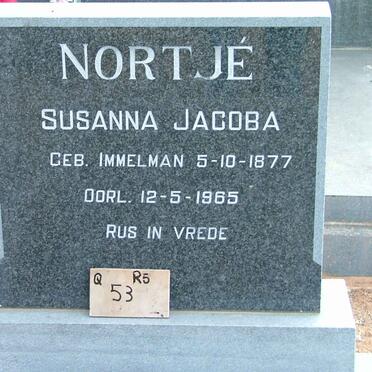 NORTJÉ
SUSANNA JACOBA
GEB. IMMELMAN 5-10-1877
OORL. 12-5-1965
RUS IN VREDE
Q R5
53